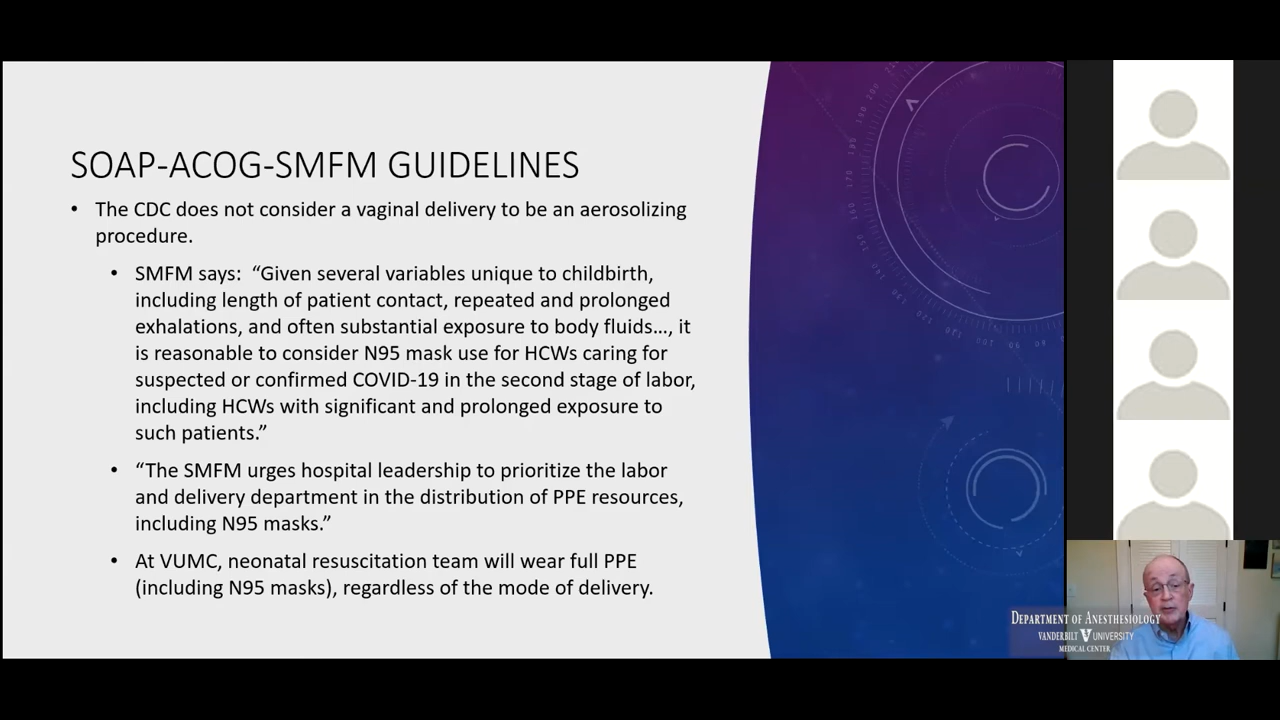 SOAP-ACOG-SMFM GUIDELINES
• The CDC does not consider a vaginal delivery to be an aerosolizing
procedure.
• SMFM says:  “Given several variables unique to childbirth,
including length of patient contact, repeated and prolonged
exhalations, and often substantial exposure to body fluids…, it
is reasonable to consider N95 mask use for HCWs caring for
suspected or confirmed COVID-19 in the second stage of labor,
including HCWs with significant and prolonged exposure to
such patients.”
• “The SMFM urges hospital leadership to prioritize the labor
and delivery department in the distribution of PPE resources,
including N95 masks.”
• At VUMC, neonatal resuscitation team will wear full PPE
(including N95 masks), regardless of the mode of delivery.
DEPARTMENT OF ANESTHESIOLOGY
VANDERBILT UNIVERSITY
MEDICAL CENTER